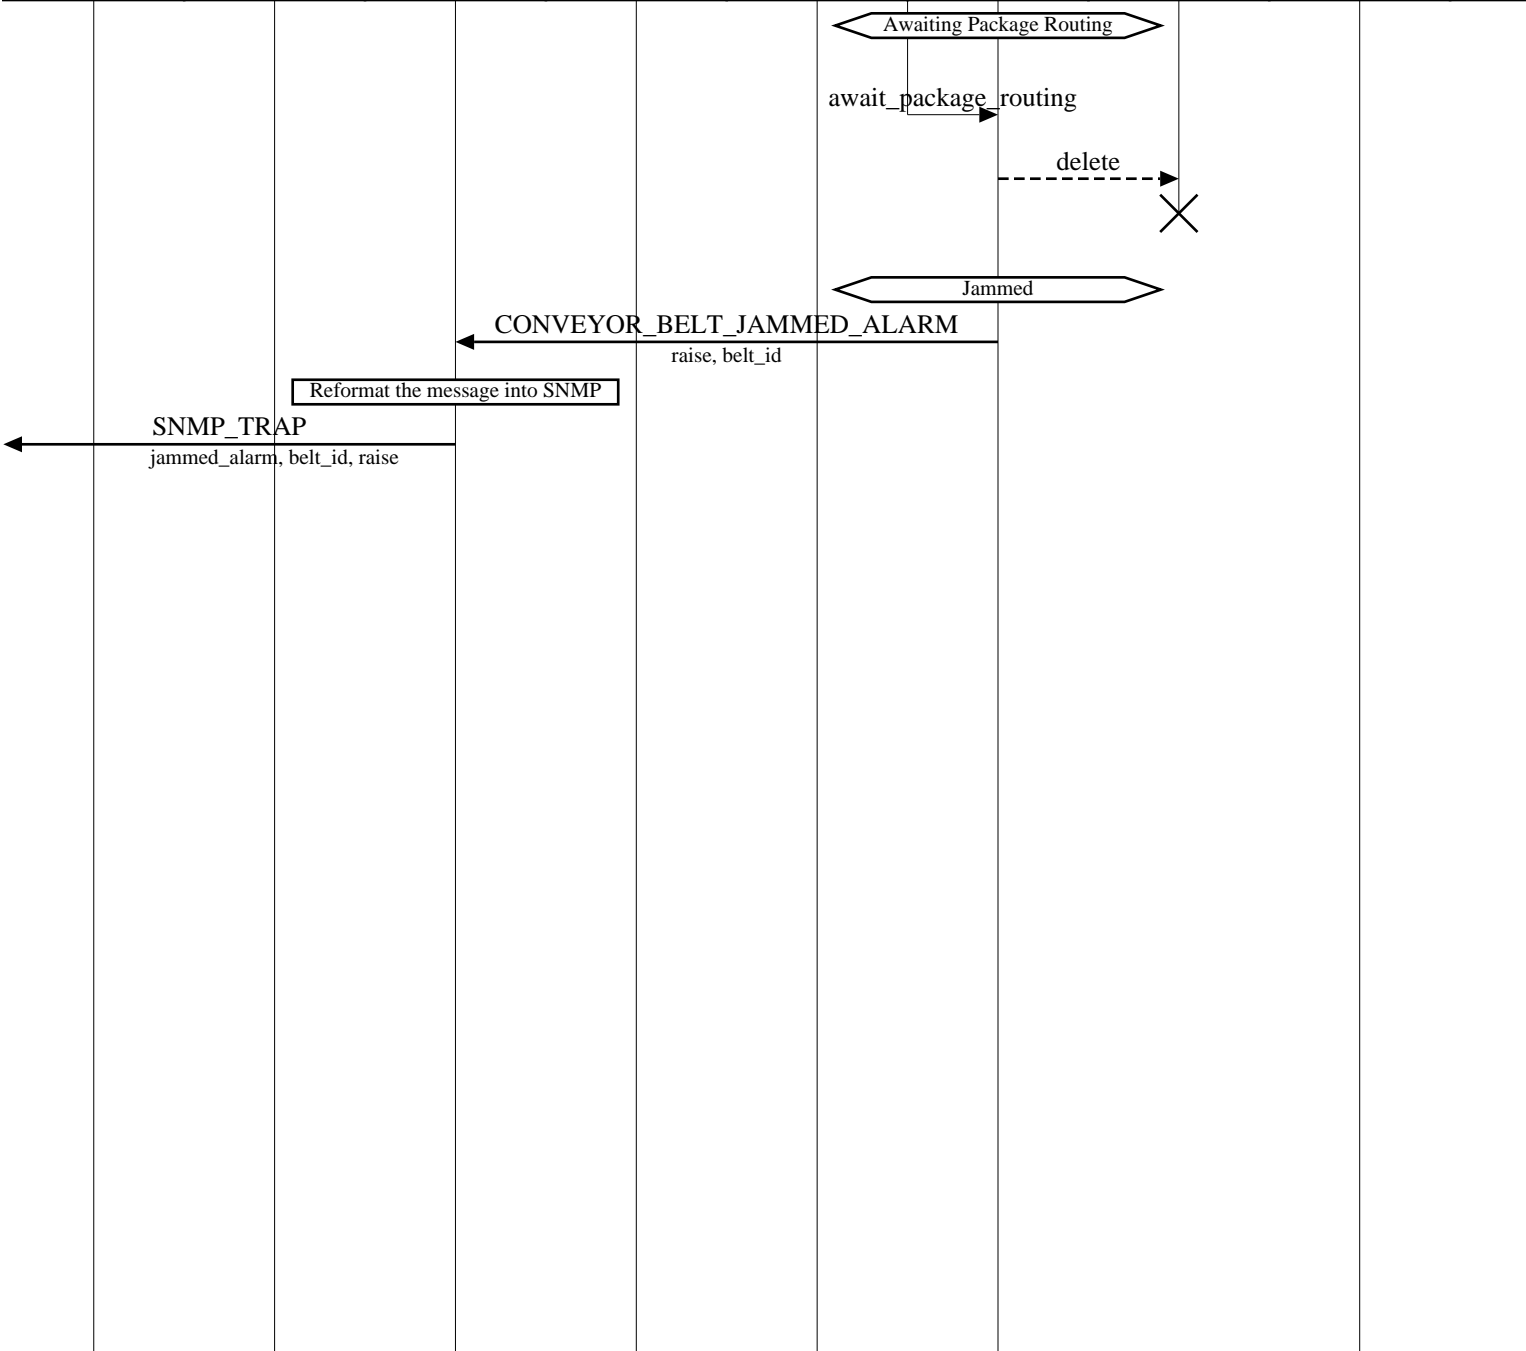 Awaiting Package Routing
await_package_routing
delete
Jammed
CONVEYOR_BELT_JAMMED_ALARM
raise, belt_id
Reformat the message into SNMP
SNMP_TRAP
jammed_alarm, belt_id, raise